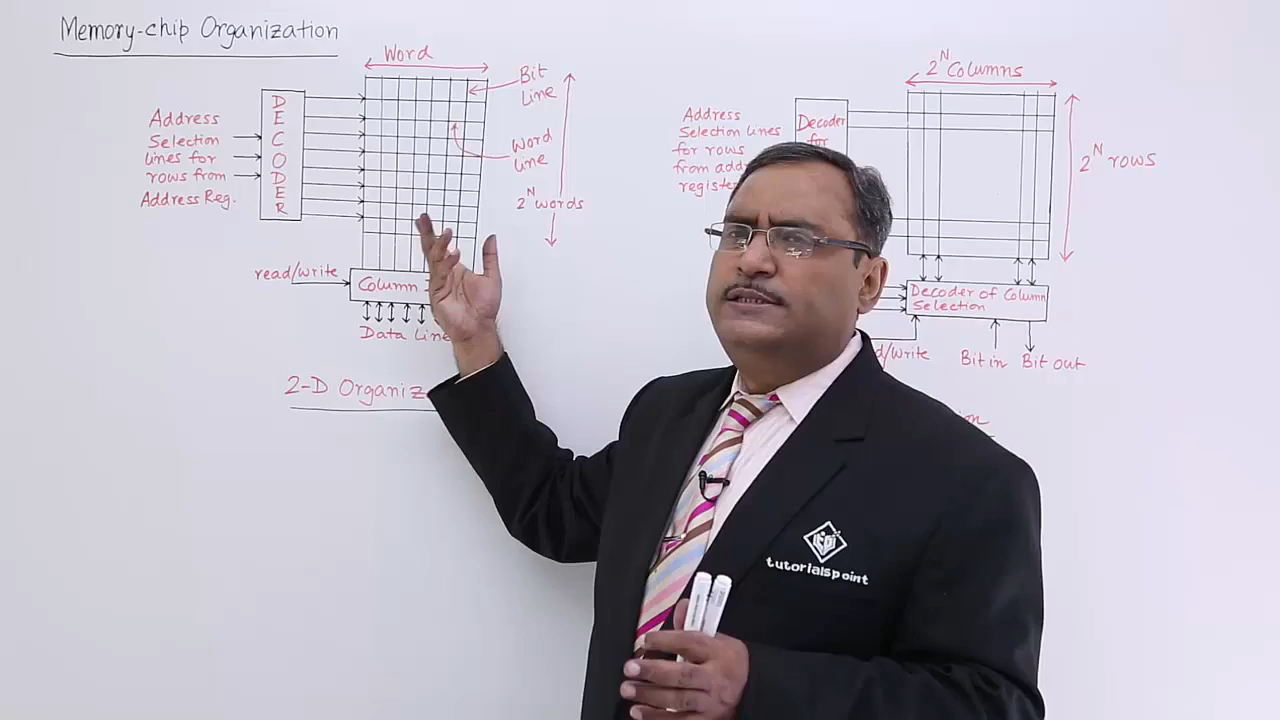 Memory-chip Organization
Word
Bit
Line
Word
line
2^N words
Address
Selection
lines for
rows from
Address Reg.
DECODER
read/write
Column
Data Line
2-D Organiz
2^N Columns
Address
Selection lines
for rows
from
register
Decoder
for
2^N rows
Decoder of Column
Selection
/write
Bit in
Bit out
tutorialspoint